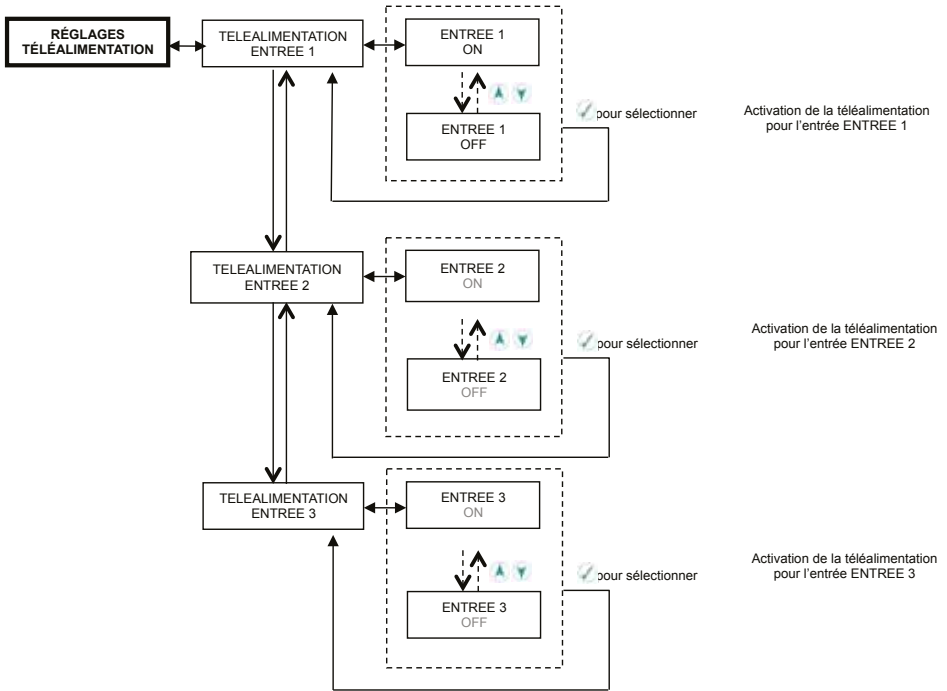 RÉGLAGES
TÉLÉALIMENTATION
TELEALIMENTATION
ENTREE 1
ENTREE 1
ON
ENTREE 1
OFF
pour sélectionner
Activation de la téléalimentation
pour l'entrée ENTREE 1
TELEALIMENTATION
ENTREE 2
ENTREE 2
ON
ENTREE 2
OFF
pour sélectionner
Activation de la téléalimentation
pour l'entrée ENTREE 2
TELEALIMENTATION
ENTREE 3
ENTREE 3
ON
ENTREE 3
OFF
pour sélectionner
Activation de la téléalimentation
pour l'entrée ENTREE 3